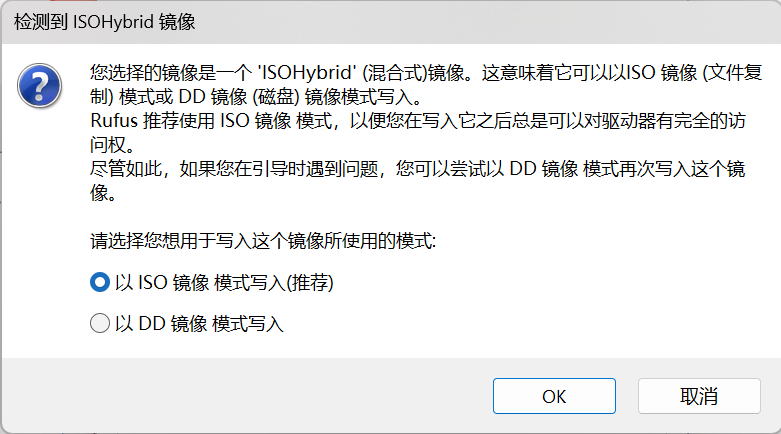 检测到 ISOHybrid 镜像
您选择的镜像是一个 'ISOHybrid' (混合式)镜像。这意味着它可以以ISO 镜像 (文件复
制) 模式或 DD 镜像 (磁盘) 镜像模式写入。
Rufus 推荐使用 ISO 镜像 模式，以便您在写入它之后总是可以对驱动器有完全的访
问权。
尽管如此，如果您在引导时遇到问题，您可以尝试以 DD 镜像 模式再次写入这个镜
像。
请选择您想用于写入这个镜像所使用的模式:
以 ISO 镜像 模式写入(推荐)
以 DD 镜像 模式写入
OK
取消